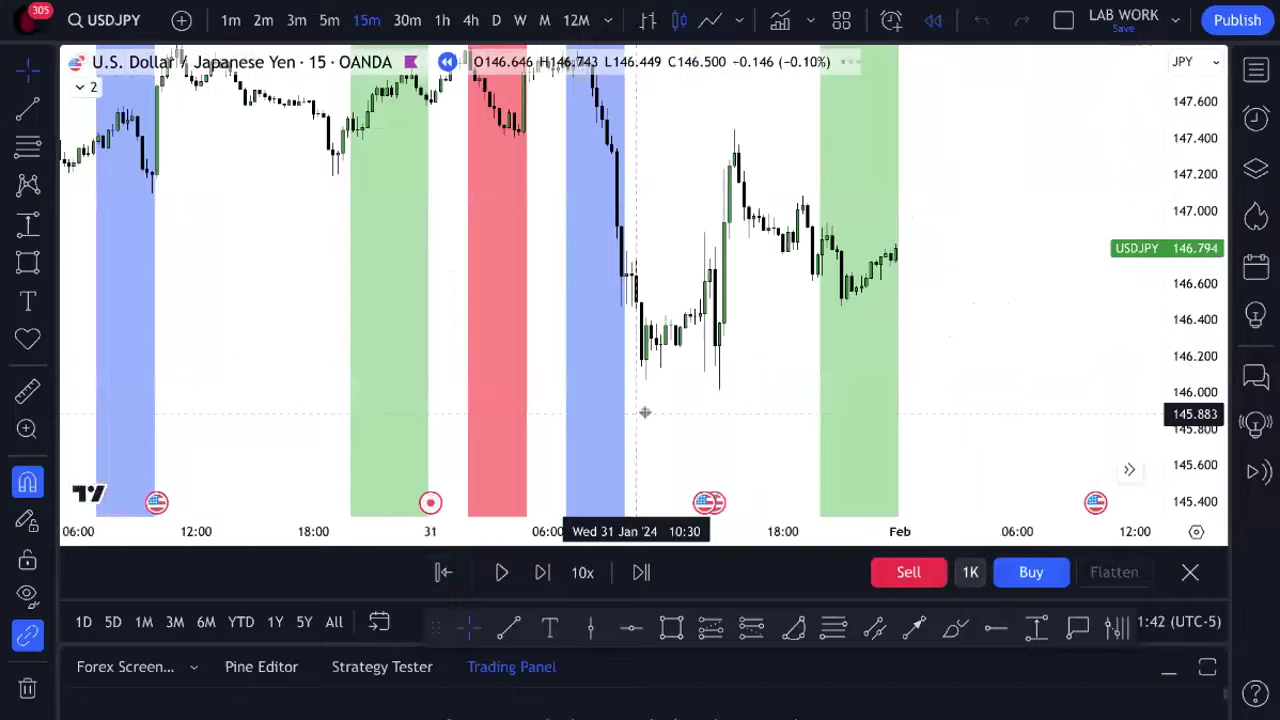 305
USDJPY
1m 2m 3m 5m 15m 30m 1h 4h D W M 12M
LAB WORK
Save
Publish
U.S. Dollar / Japanese Yen · 15 · OANDA
O146.646 H146.743 L146.449 C146.500 −0.146 (−0.10%)
JPY
2
147.600
147.400
147.200
147.000
USDJPY 146.794
146.600
146.400
146.200
146.000
145.883
145.800
145.600
145.400
06:00 12:00 18:00 31 06:00 Wed 31 Jan '24 10:30 18:00 Feb 06:00 12:00
10x
Sell 1K Buy Flatten
1D 5D 1M 3M 6M YTD 1Y 5Y All
1:42 (UTC-5)
Forex Screen... Pine Editor Strategy Tester Trading Panel